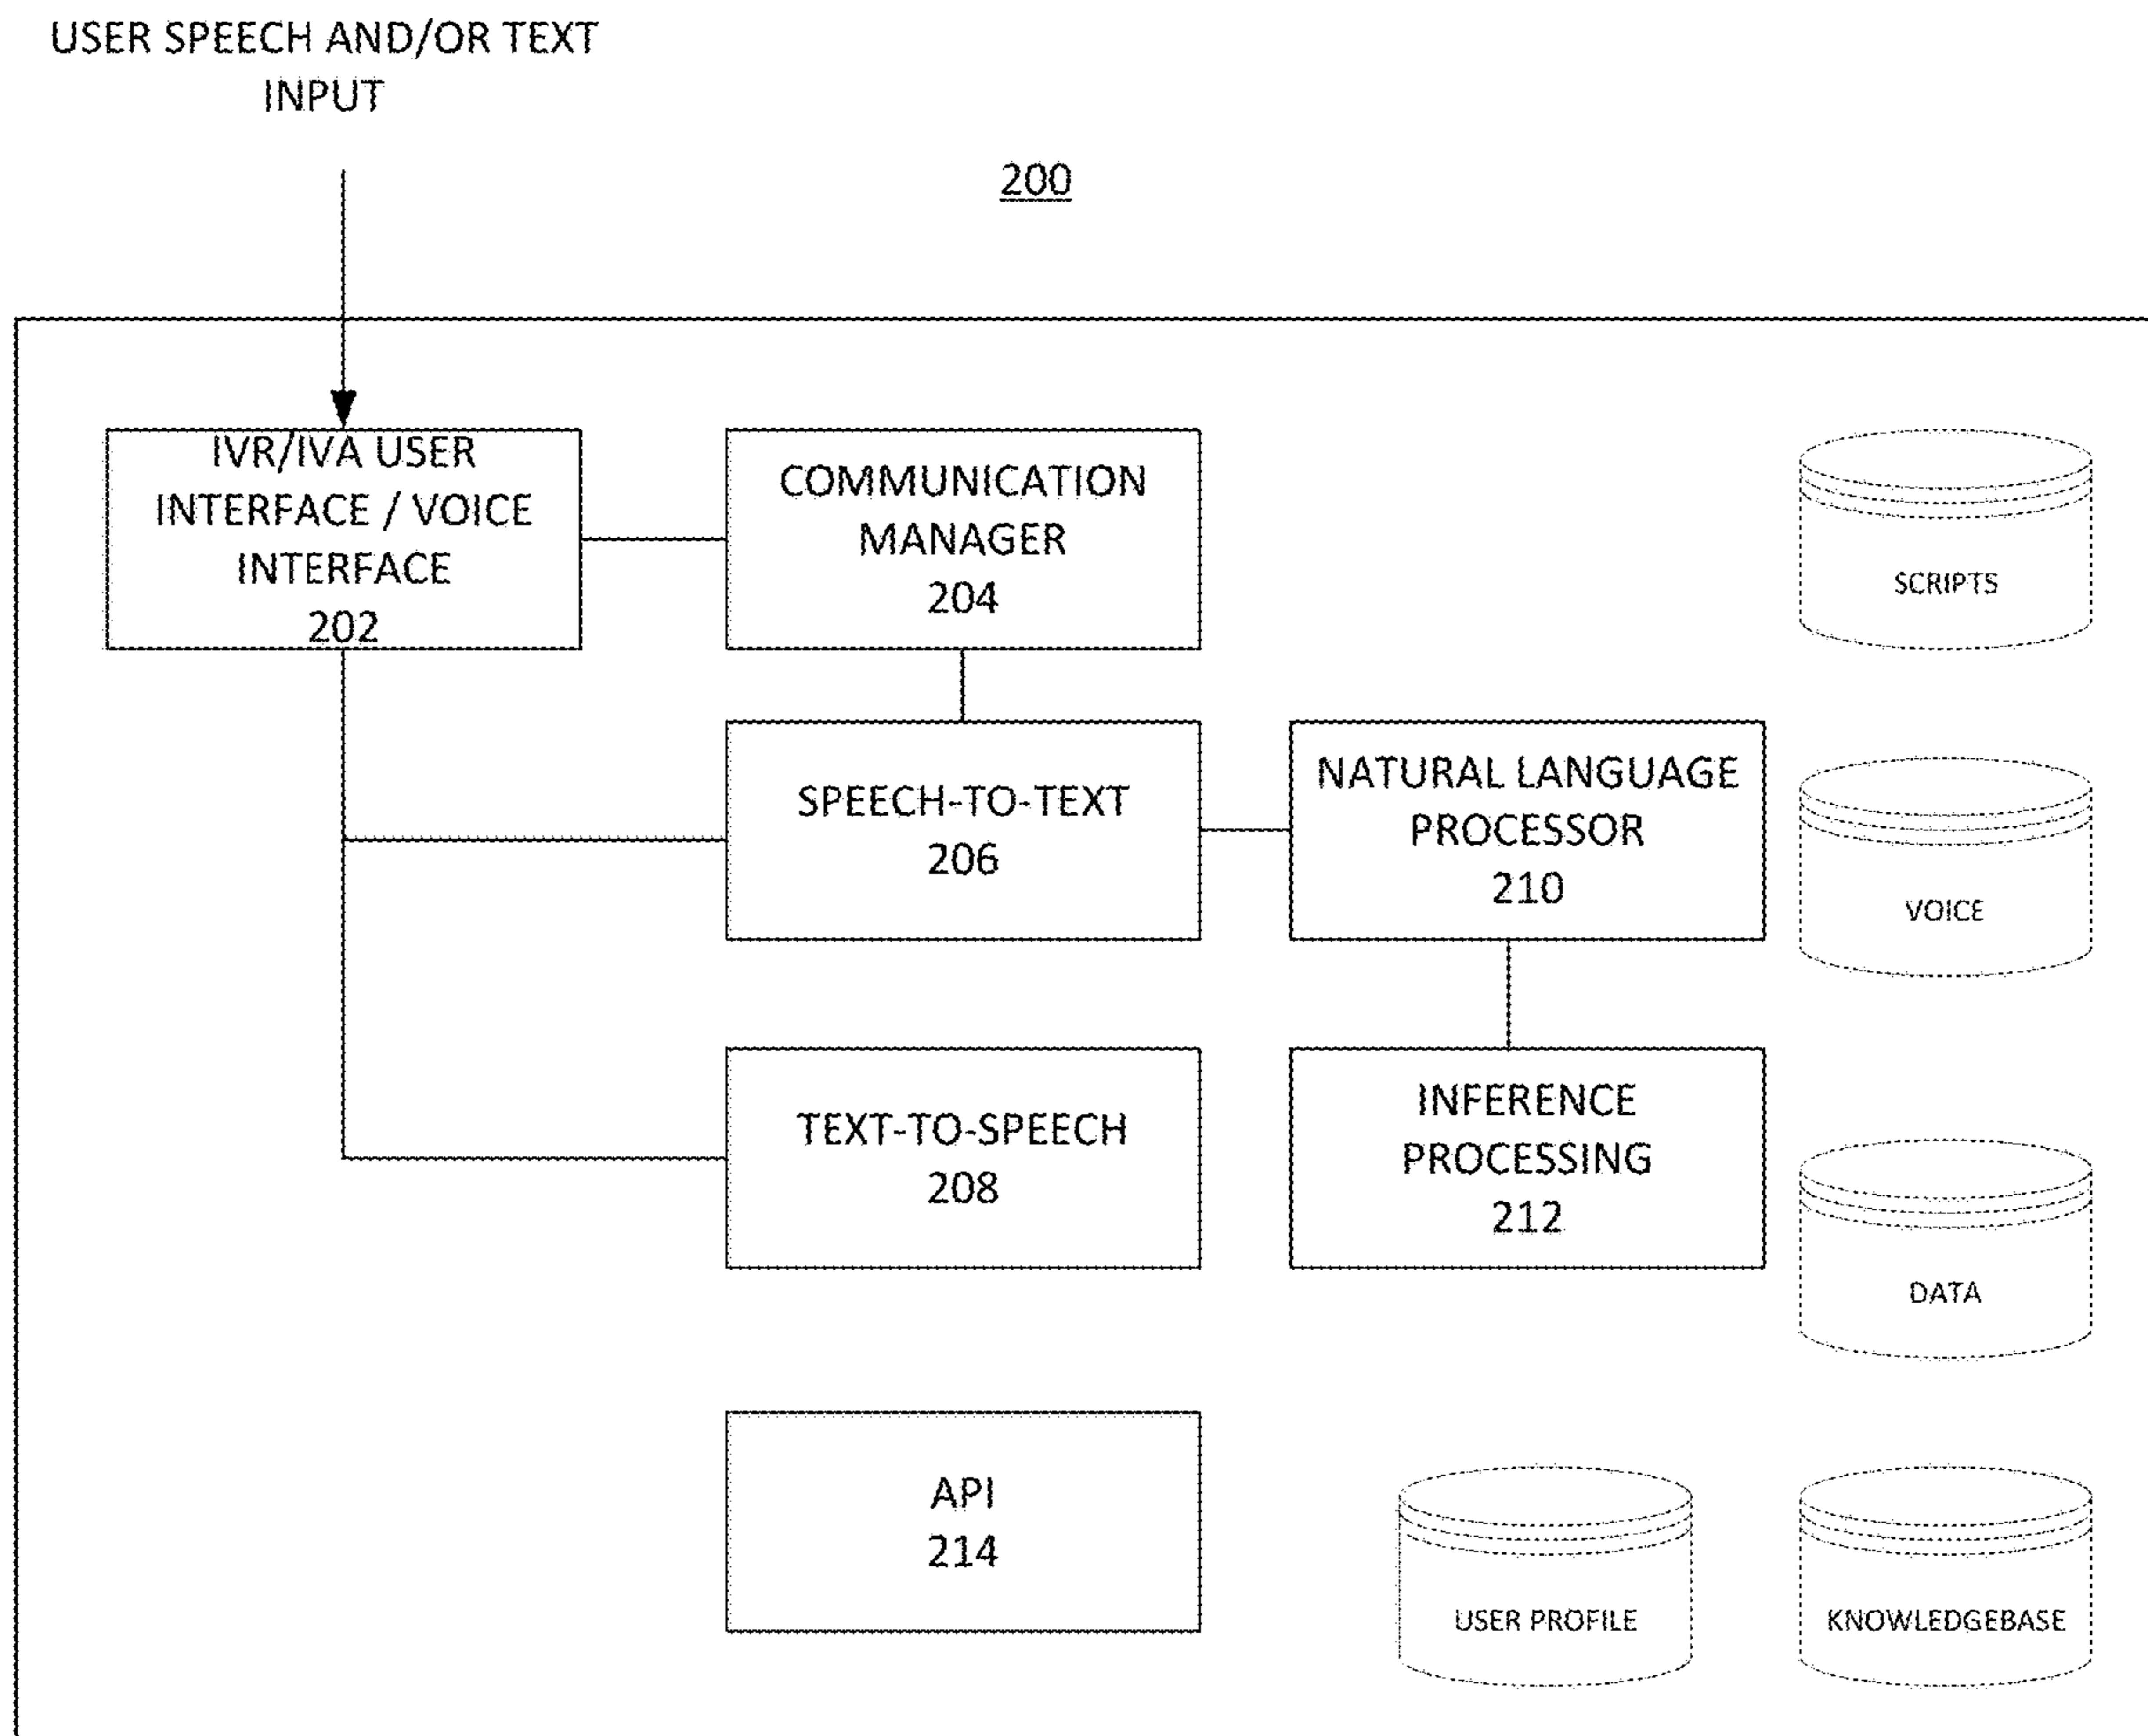 USER SPEECH AND/OR TEXT
INPUT
200
IVR/IVA USER
INTERFACE / VOICE
INTERFACE
202
COMMUNICATION
MANAGER
204
SCRIPTS
SPEECH-TO-TEXT
206
NATURAL LANGUAGE
PROCESSOR
210
VOICE
TEXT-TO-SPEECH
208
INFERENCE
PROCESSING
212
DATA
API
214
USER PROFILE
KNOWLEDGEBASE